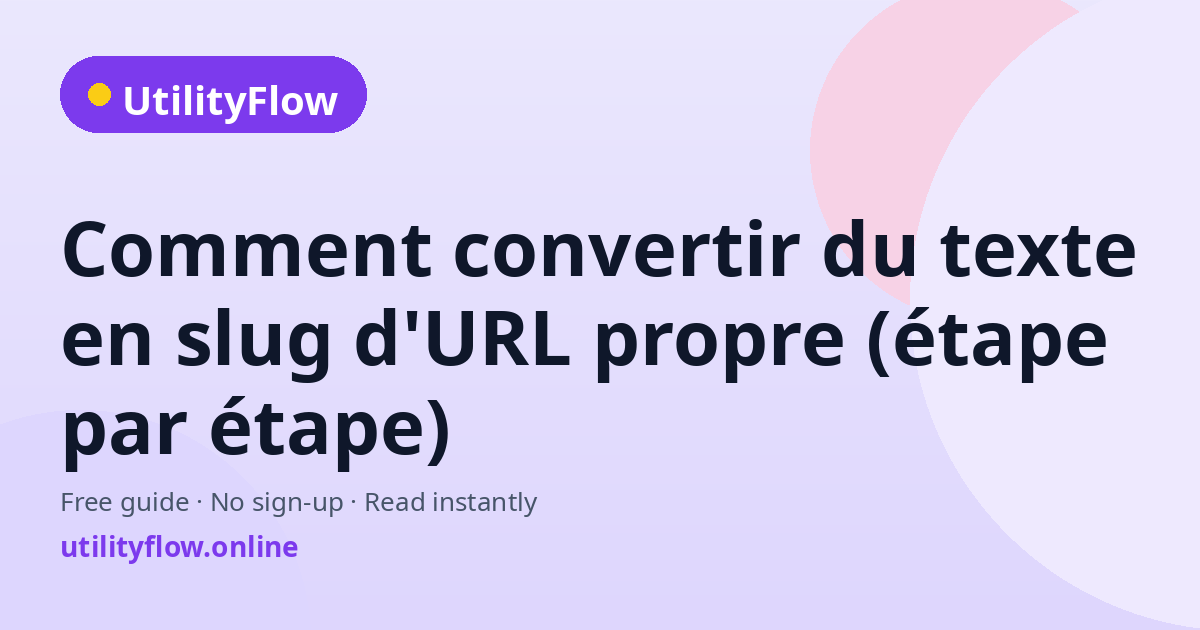 UtilityFlow
Comment convertir du texte
en slug d'URL propre (étape
par étape)
Free guide · No sign-up · Read instantly
utilityflow.online